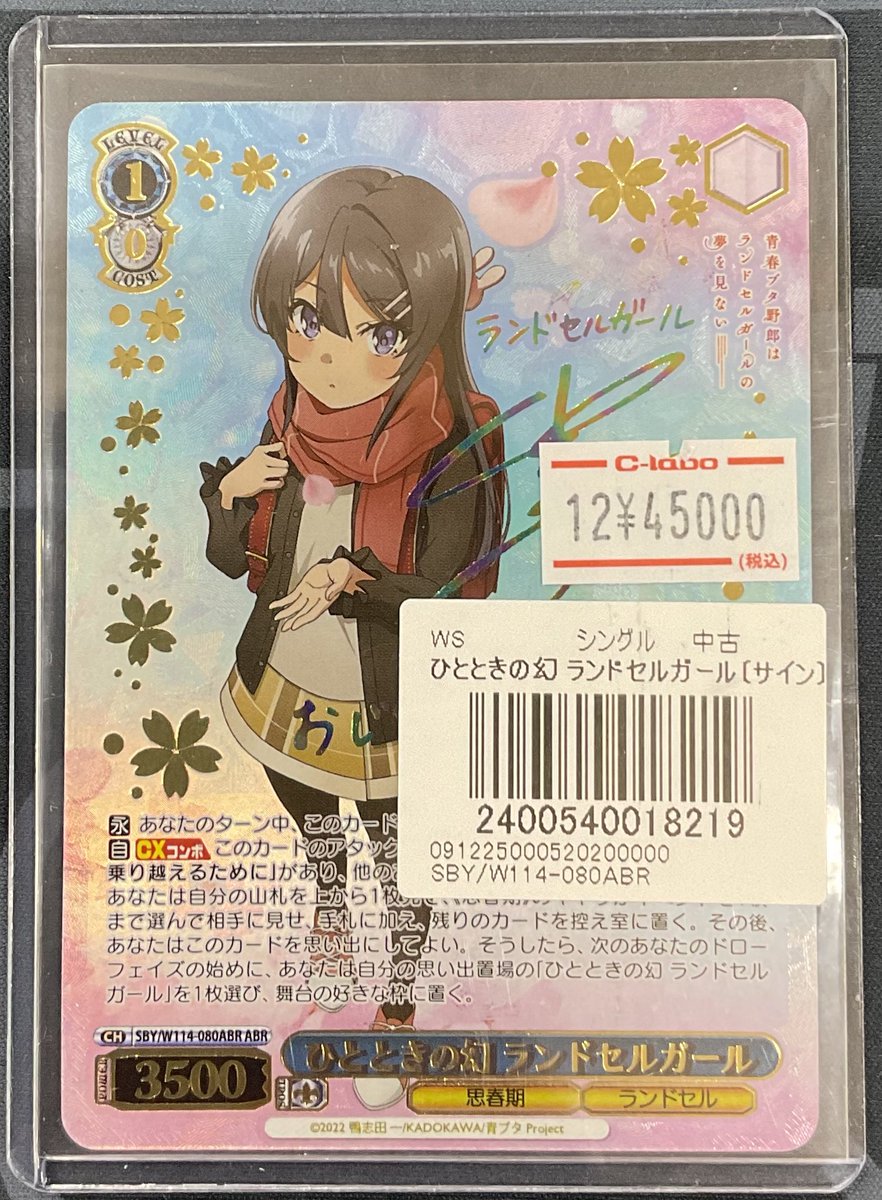 LEVEL
1
0
COST
青春ブタ野郎は
ランドセルガールの
夢を見ない
ランドセルガール
C-labo
12¥45000
(税込)
WS シングル 中古
ひとときの幻 ランドセルガール〔サイン〕
2400540018219
091225000520200000
SBY/W114-080ABR
おい
永 あなたのターン中、このカード
自 CXコンボ このカードのアタック
乗り越えるために」があり、他の
あなたは自分の山札を上から1枚
まで選んで相手に見せ、手札に加え、残りのカードを控え室に置く。その後、
あなたはこのカードを思い出にしてよい。そうしたら、次のあなたのドロー
フェイズの始めに、あなたは自分の思い出置場の「ひとときの幻 ランドセル
ガール」を1枚選び、舞台の好きな枠に置く。
CH SBY/W114-080ABR ABR
ひとときの幻 ランドセルガール
POWER 3500 SOUL
思春期 ランドセル
©2022 鴨志田 一/KADOKAWA/青ブタ Project